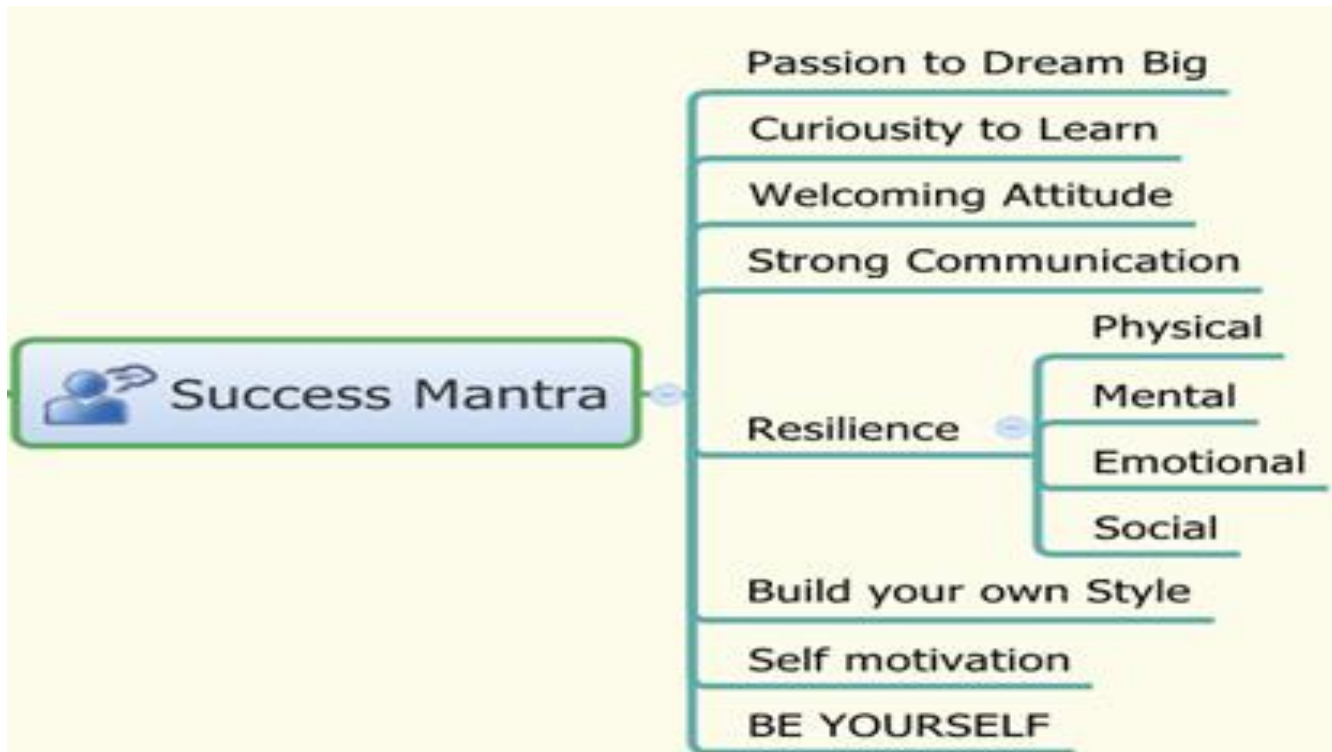 Passion to Dream Big
Curiousity to Learn
Welcoming Attitude
Strong Communication
Success Mantra
Resilience
Physical
Mental
Emotional
Social
Build your own Style
Self motivation
BE YOURSELF